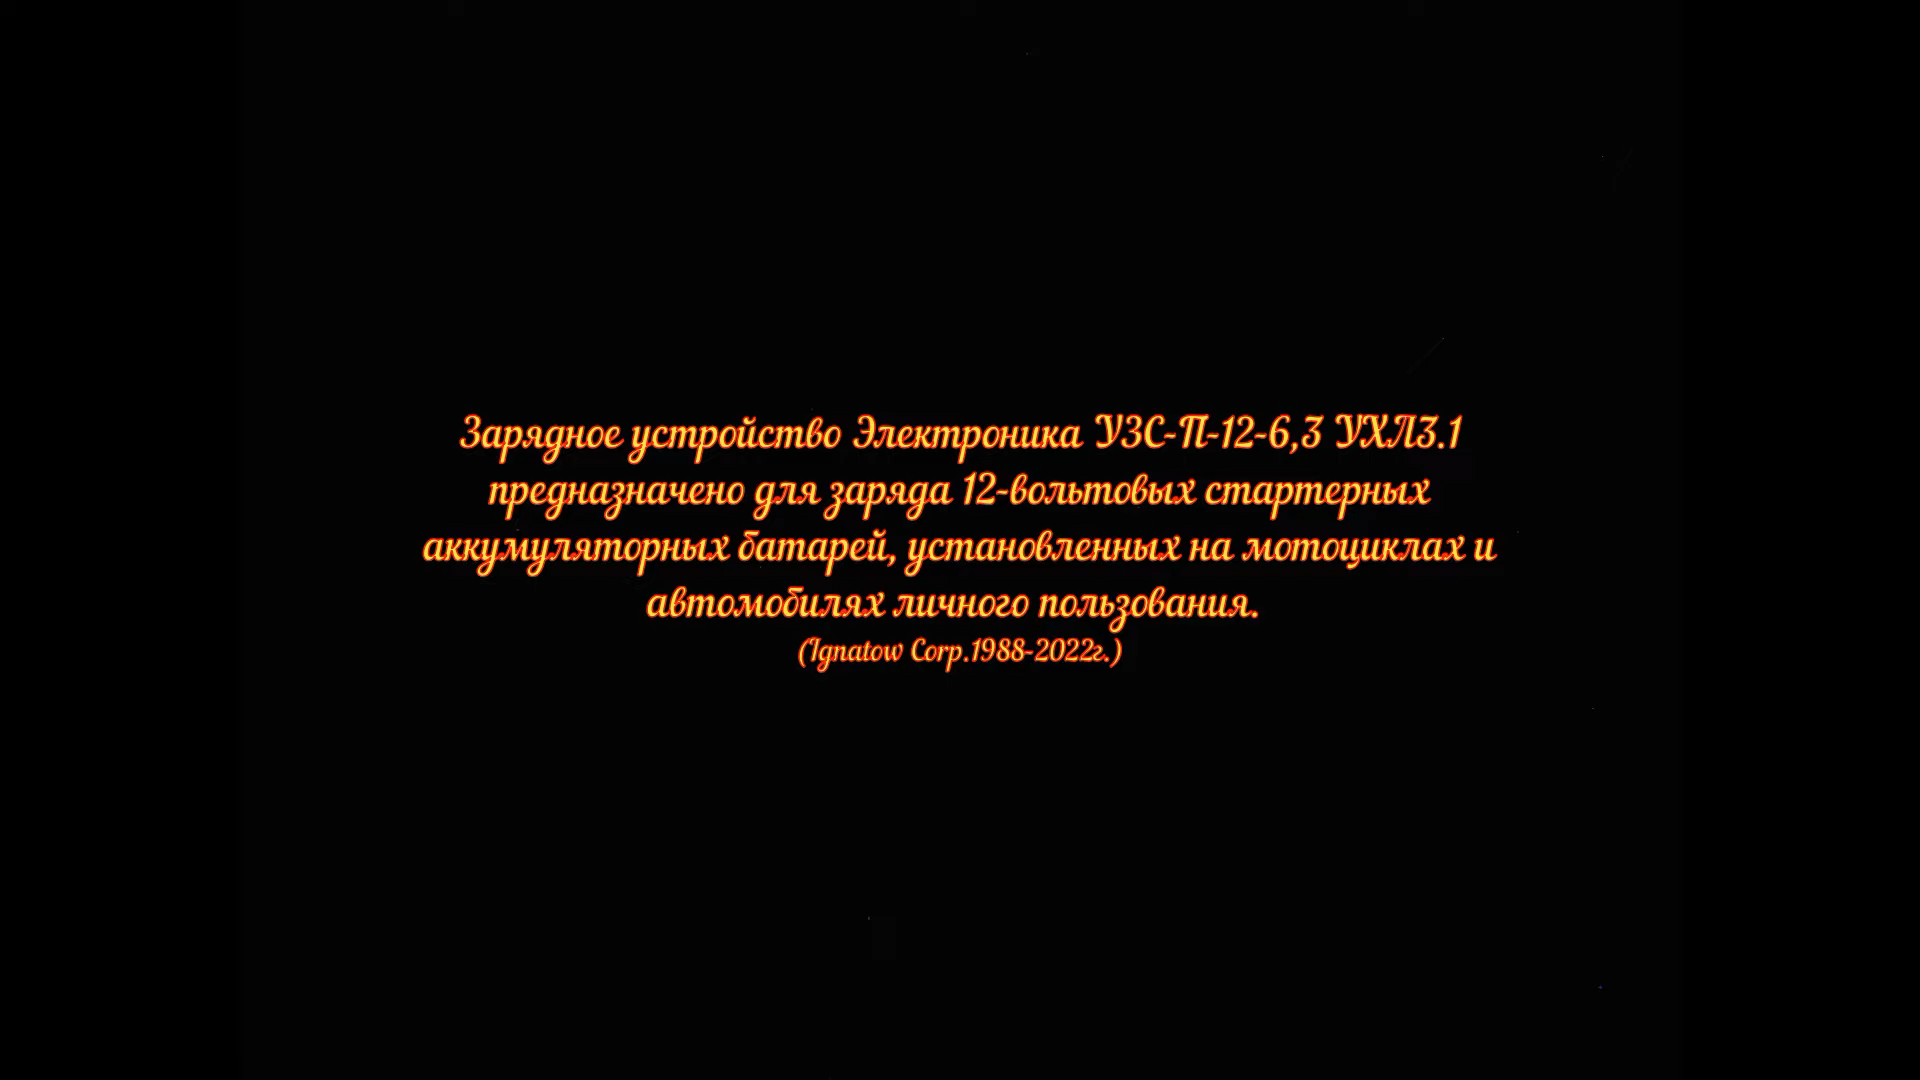 Зарядное устройство Электроника УЗС-П-12-6,3 УХЛ3.1
предназначено для заряда 12-вольтовых стартерных
аккумуляторных батарей, установленных на мотоциклах и
автомобилях личного пользования.
(Ignatow Corp.1988-2022г.)